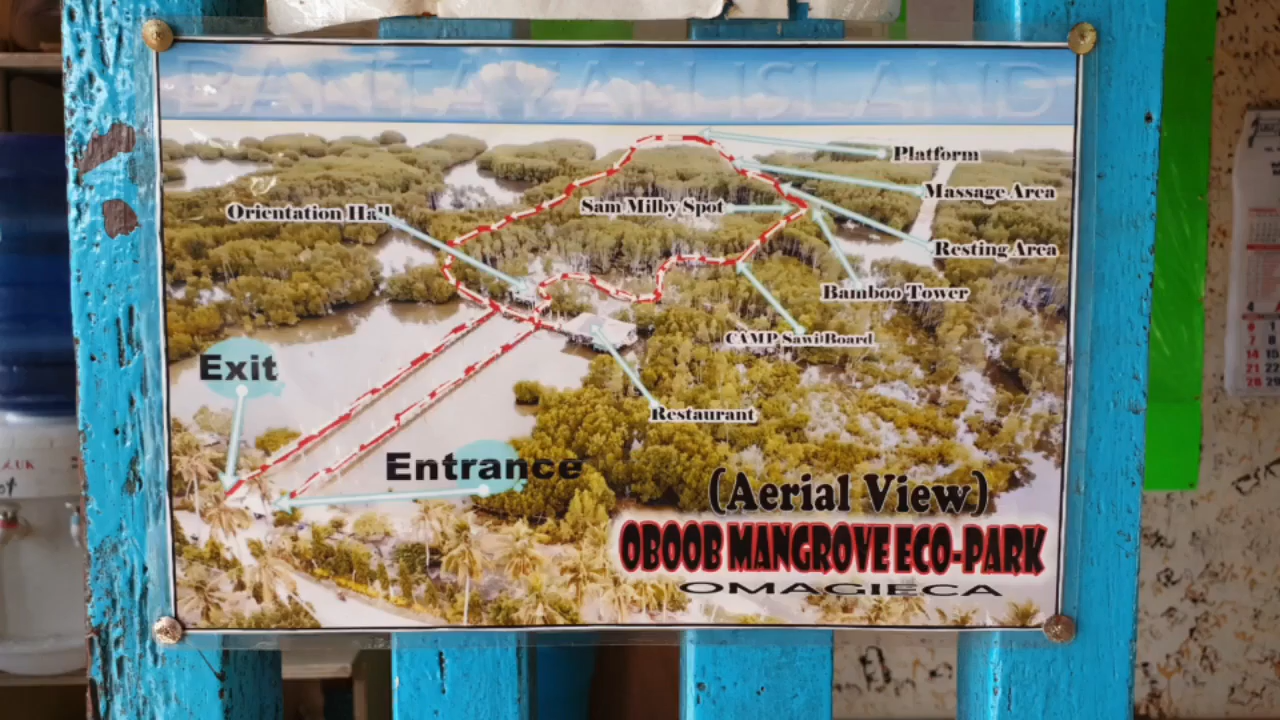 BANTAYAN ISLAND
Platform
Massage Area
Orientation Hall
Sam Milby Spot
Resting Area
Bamboo Tower
CAMP Sawi Board
Exit
Restaurant
Entrance
(Aerial View)
OBOOB MANGROVE ECO-PARK
OMAGIECA